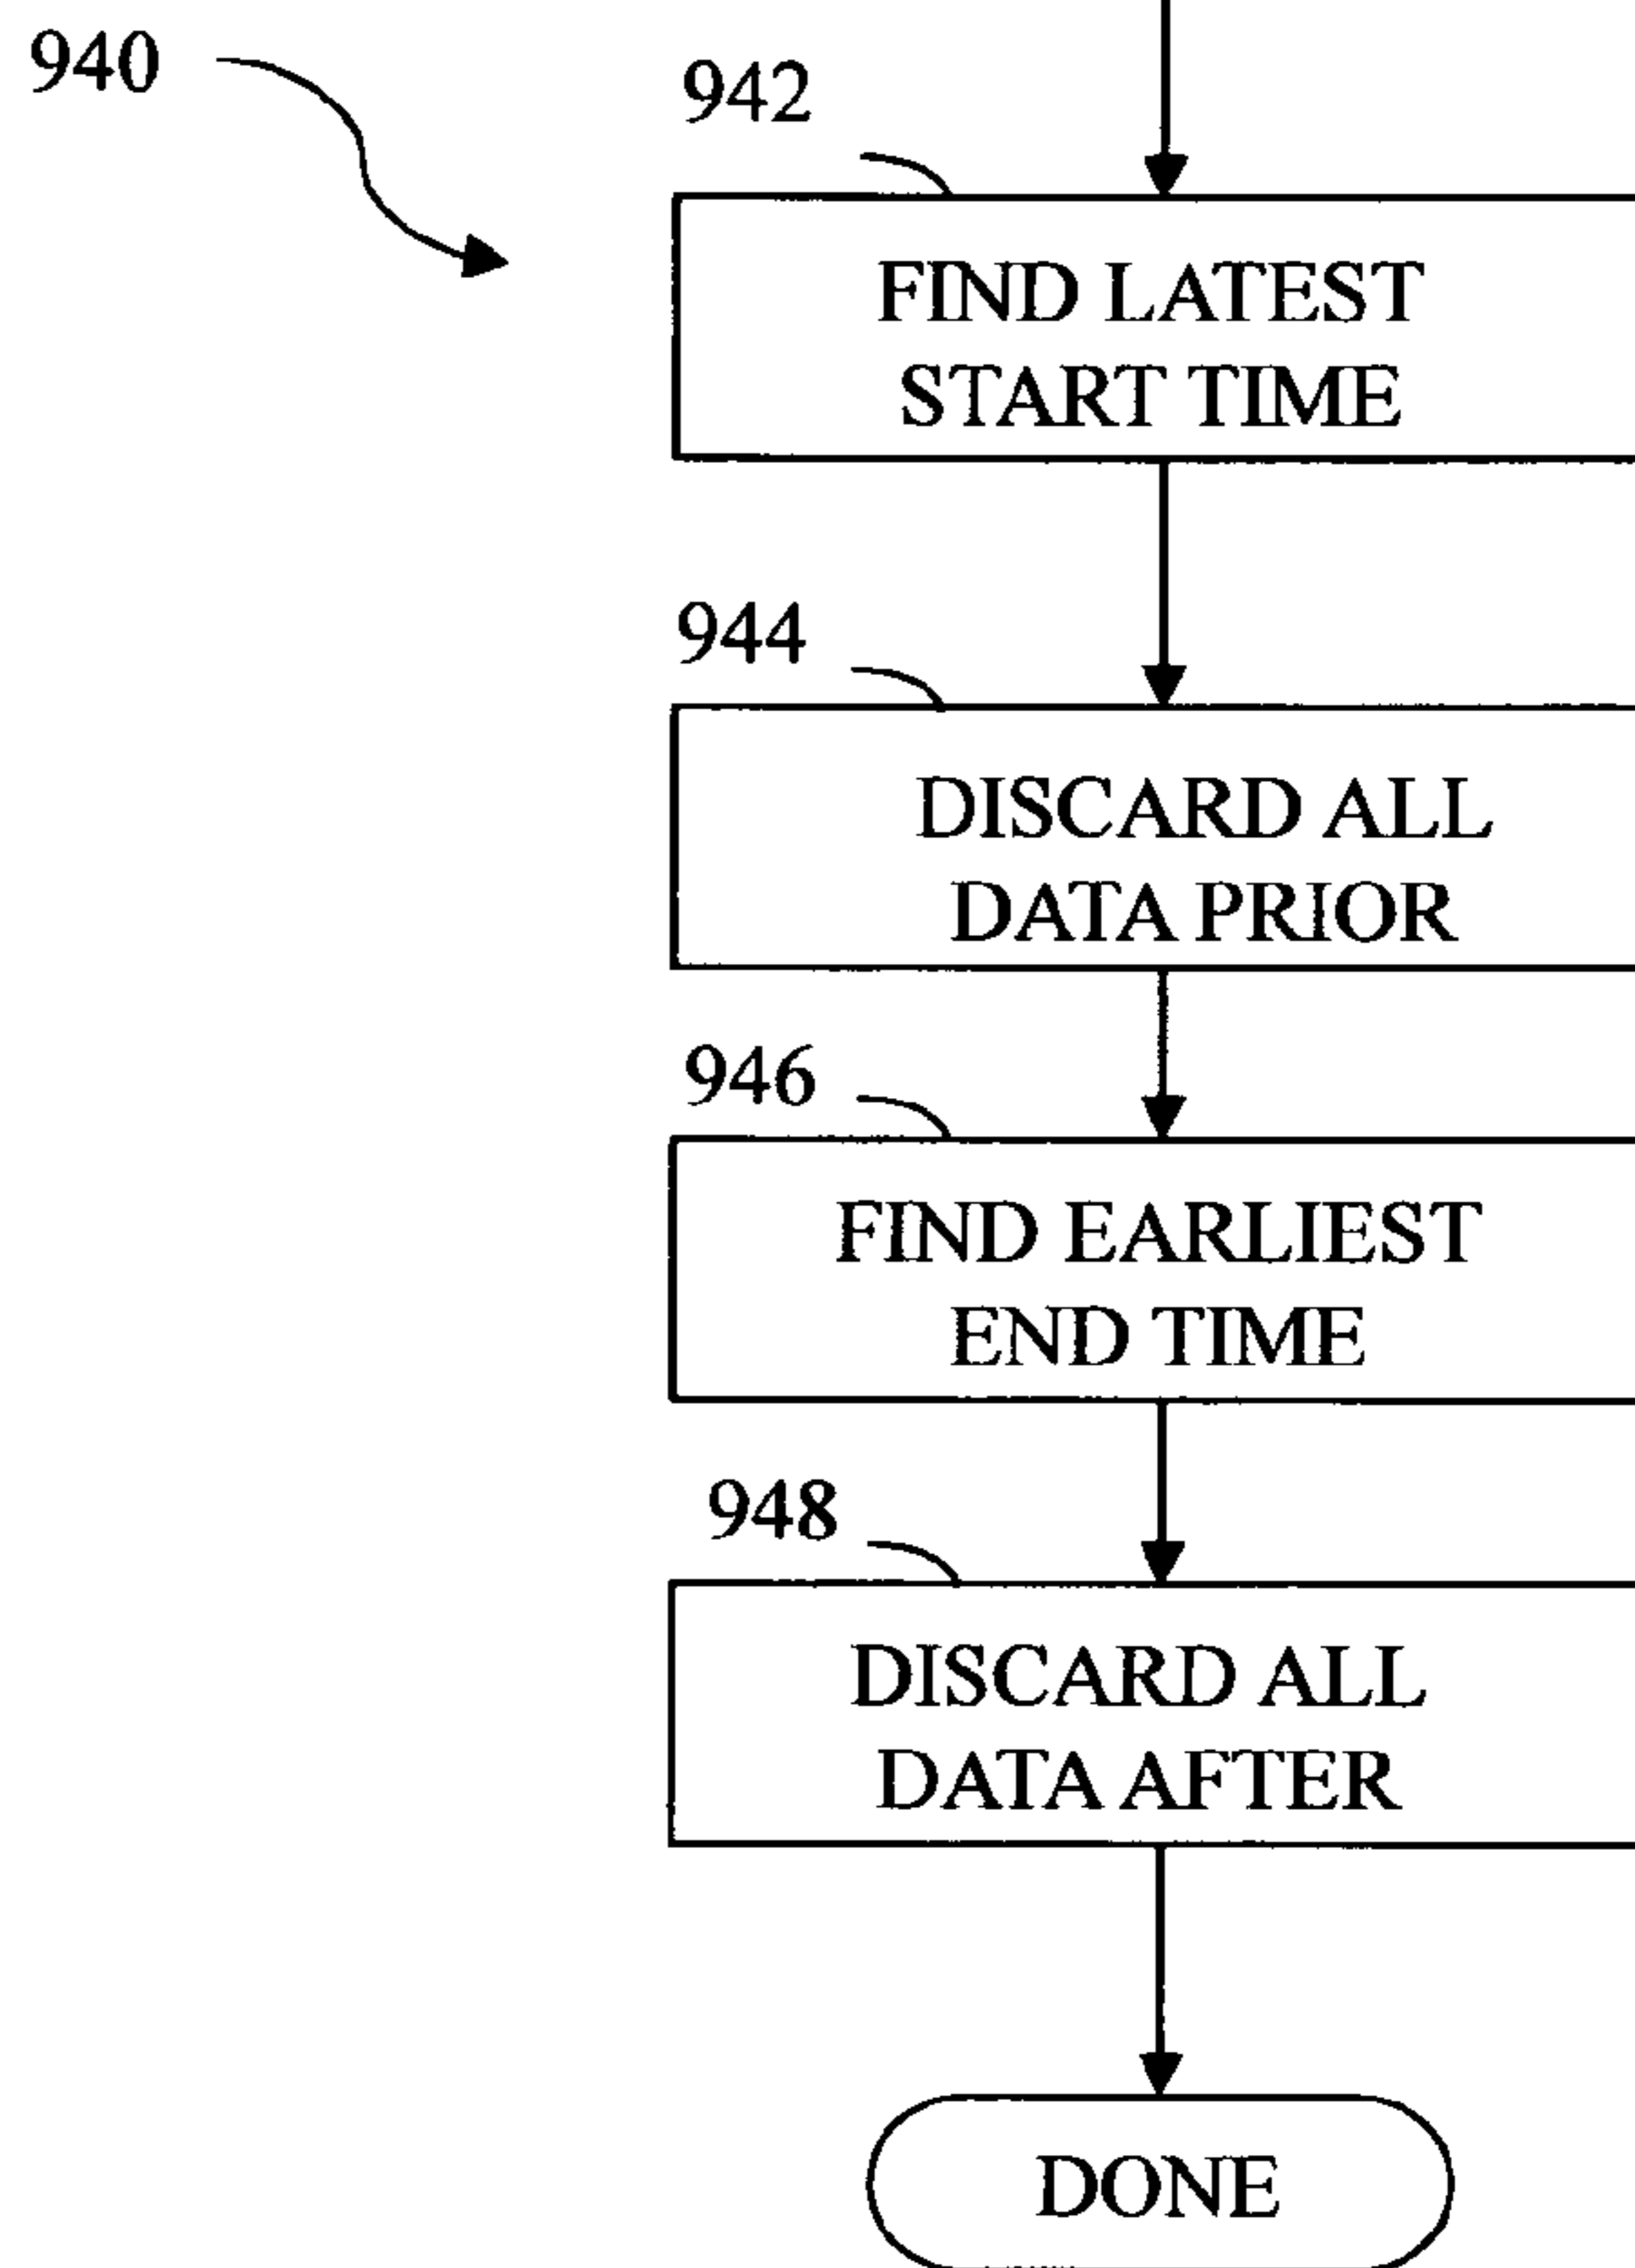 940
942
FIND LATEST
START TIME
944
DISCARD ALL
DATA PRIOR
946
FIND EARLIEST
END TIME
948
DISCARD ALL
DATA AFTER
DONE